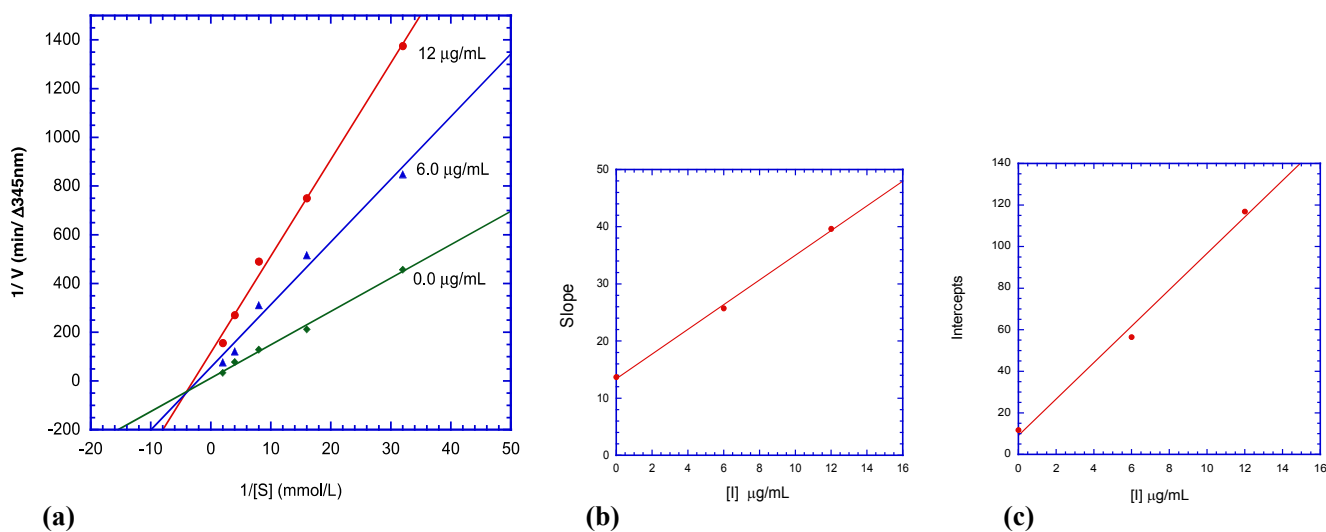 1/ V (min/ Δ345nm)
1400
1200
1000
800
600
400
200
0
-200
-20 -10 0 10 20 30 40 50
12 µg/mL
6.0 µg/mL
0.0 µg/mL
1/[S] (mmol/L)
(a)
Slope
50
40
30
20
10
0
0 2 4 6 8 10 12 14 16
[I] µg/mL
(b)
Intercepts
140
120
100
80
60
40
20
0
0 2 4 6 8 10 12 14 16
[I] µg/mL
(c)